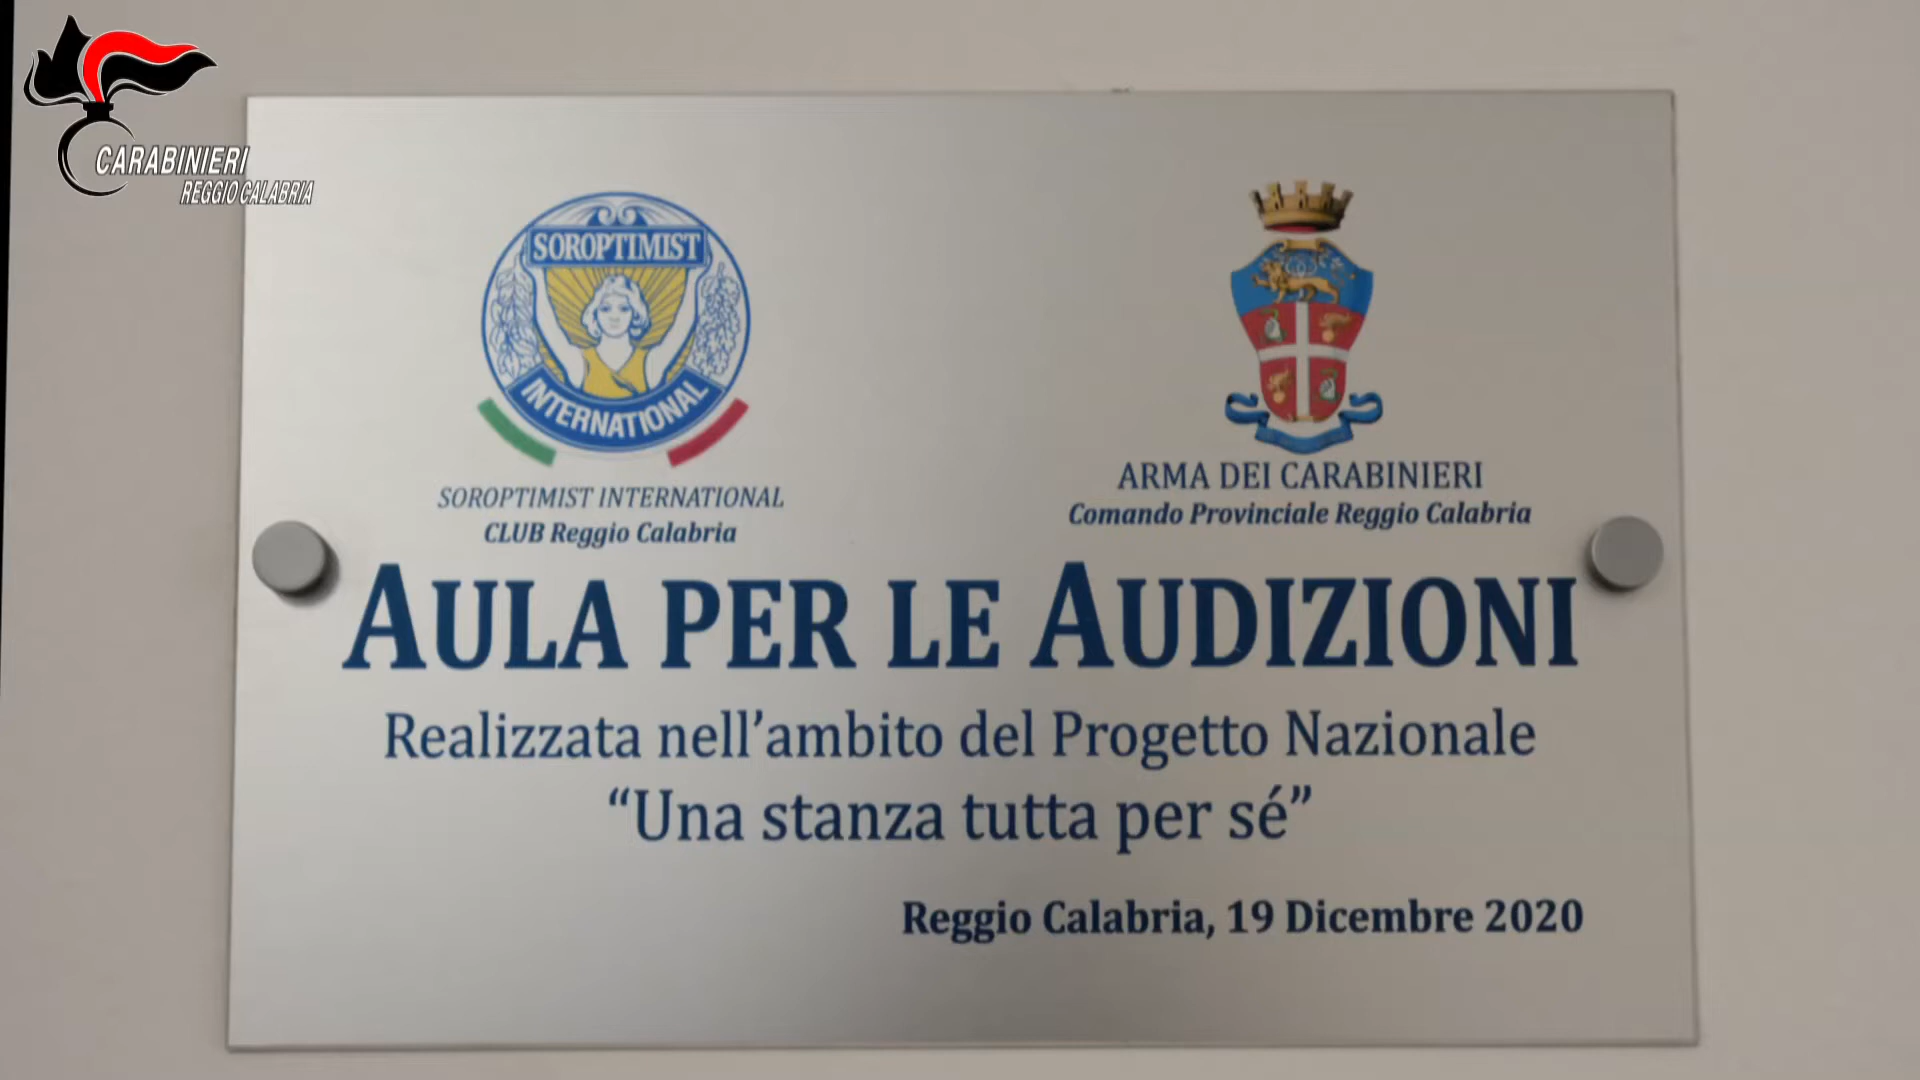 CARABINIERI
REGGIO CALABRIA
SOROPTIMIST
INTERNATIONAL
SOROPTIMIST INTERNATIONAL
CLUB Reggio Calabria
ARMA DEI CARABINIERI
Comando Provinciale Reggio Calabria
AULA PER LE AUDIZIONI
Realizzata nell’ambito del Progetto Nazionale
“Una stanza tutta per sé”
Reggio Calabria, 19 Dicembre 2020